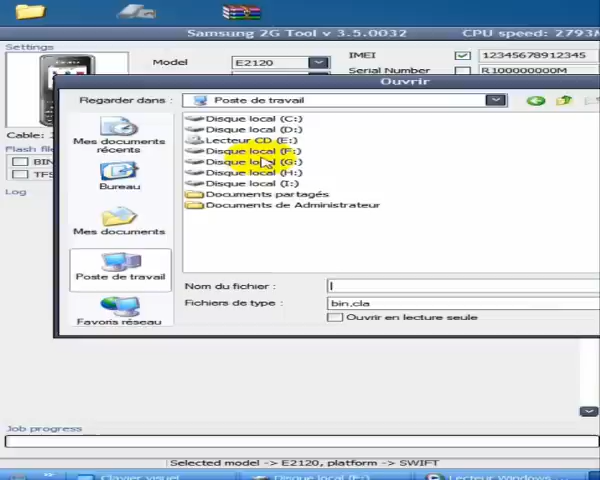 Samsung 2G Tool v 3.5.0032
CPU speed: 2793M
Settings
Model
E2120
IMEI
12345678912345
Serial Number
R100000000M
Ouvrir
Regarder dans :
Poste de travail
Cable:
Flash file
BIN
TFS
Log
Mes documents
récents
Bureau
Mes documents
Poste de travail
Favoris réseau
Disque local (C:)
Disque local (D:)
Lecteur CD (E:)
Disque local (F:)
Disque local (G:)
Disque local (H:)
Disque local (I:)
Documents partagés
Documents de Administrateur
Nom du fichier :
Fichiers de type :
bin,cla
Ouvrir en lecture seule
Job progress
Selected model -> E2120, platform -> SWIFT
Clavier visuel
Disque local (F:)
Lecteur Windows